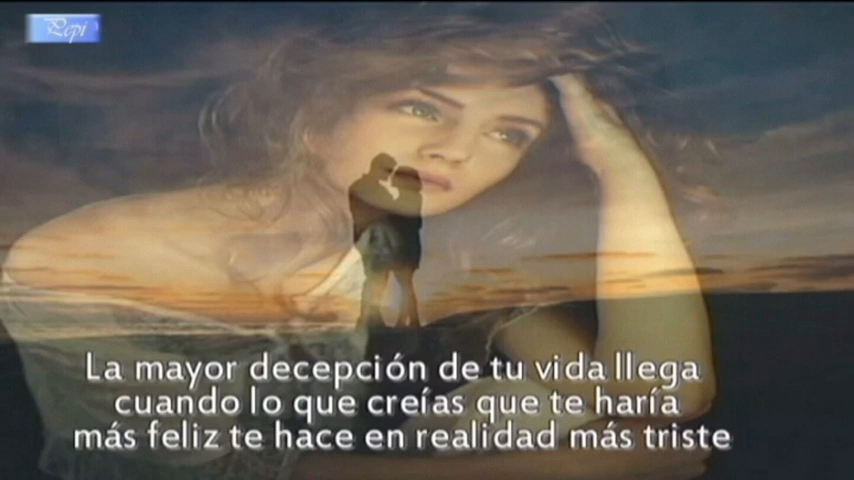 Pepi
La mayor decepción de tu vida llega
cuando lo que creías que te haría
más feliz te hace en realidad más triste